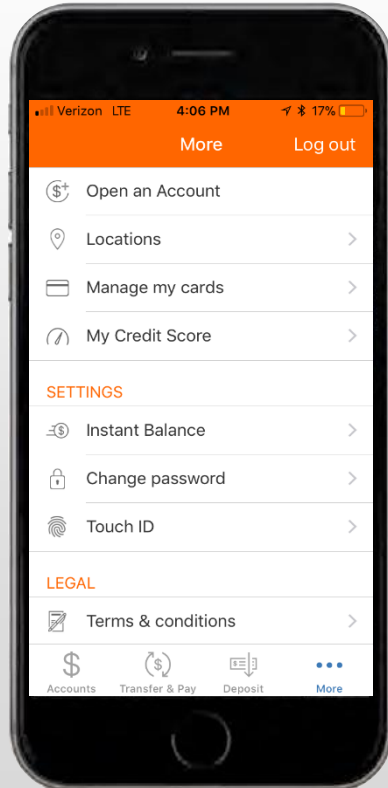 Verizon LTE 4:06 PM 17%
More Log out
Open an Account
Locations
Manage my cards
My Credit Score
SETTINGS
Instant Balance
Change password
Touch ID
LEGAL
Terms & conditions
Accounts Transfer & Pay Deposit More